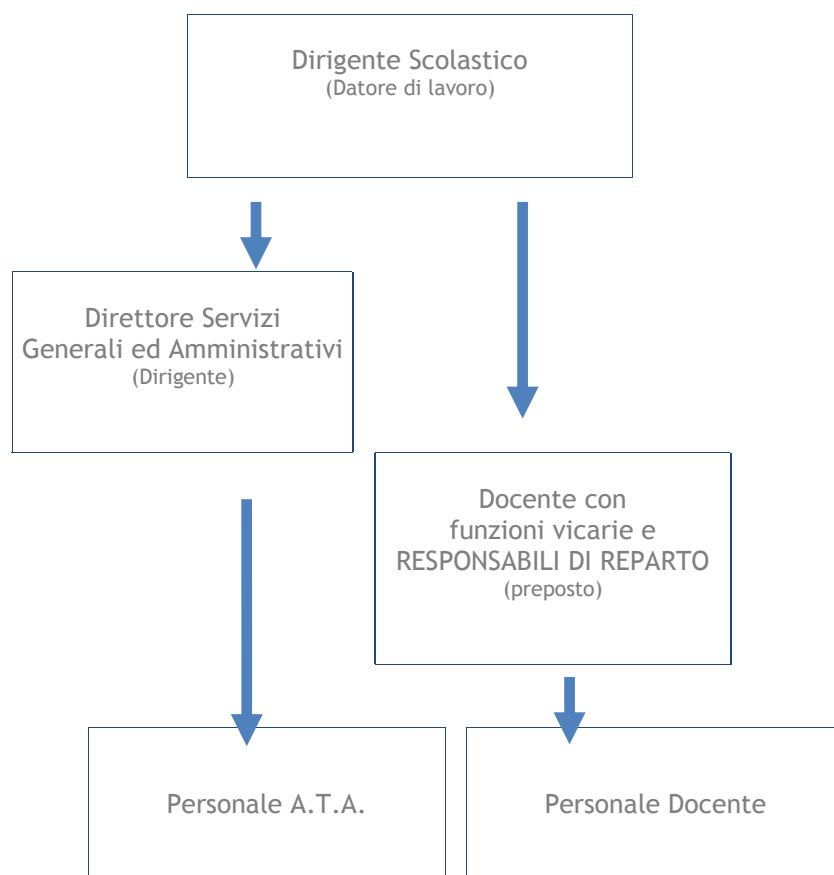 Dirigente Scolastico
(Datore di lavoro)
Direttore Servizi
Generali ed Amministrativi
(Dirigente)
Docente con
funzioni vicarie e
RESPONSABILI DI REPARTO
(preposto)
Personale A.T.A.
Personale Docente